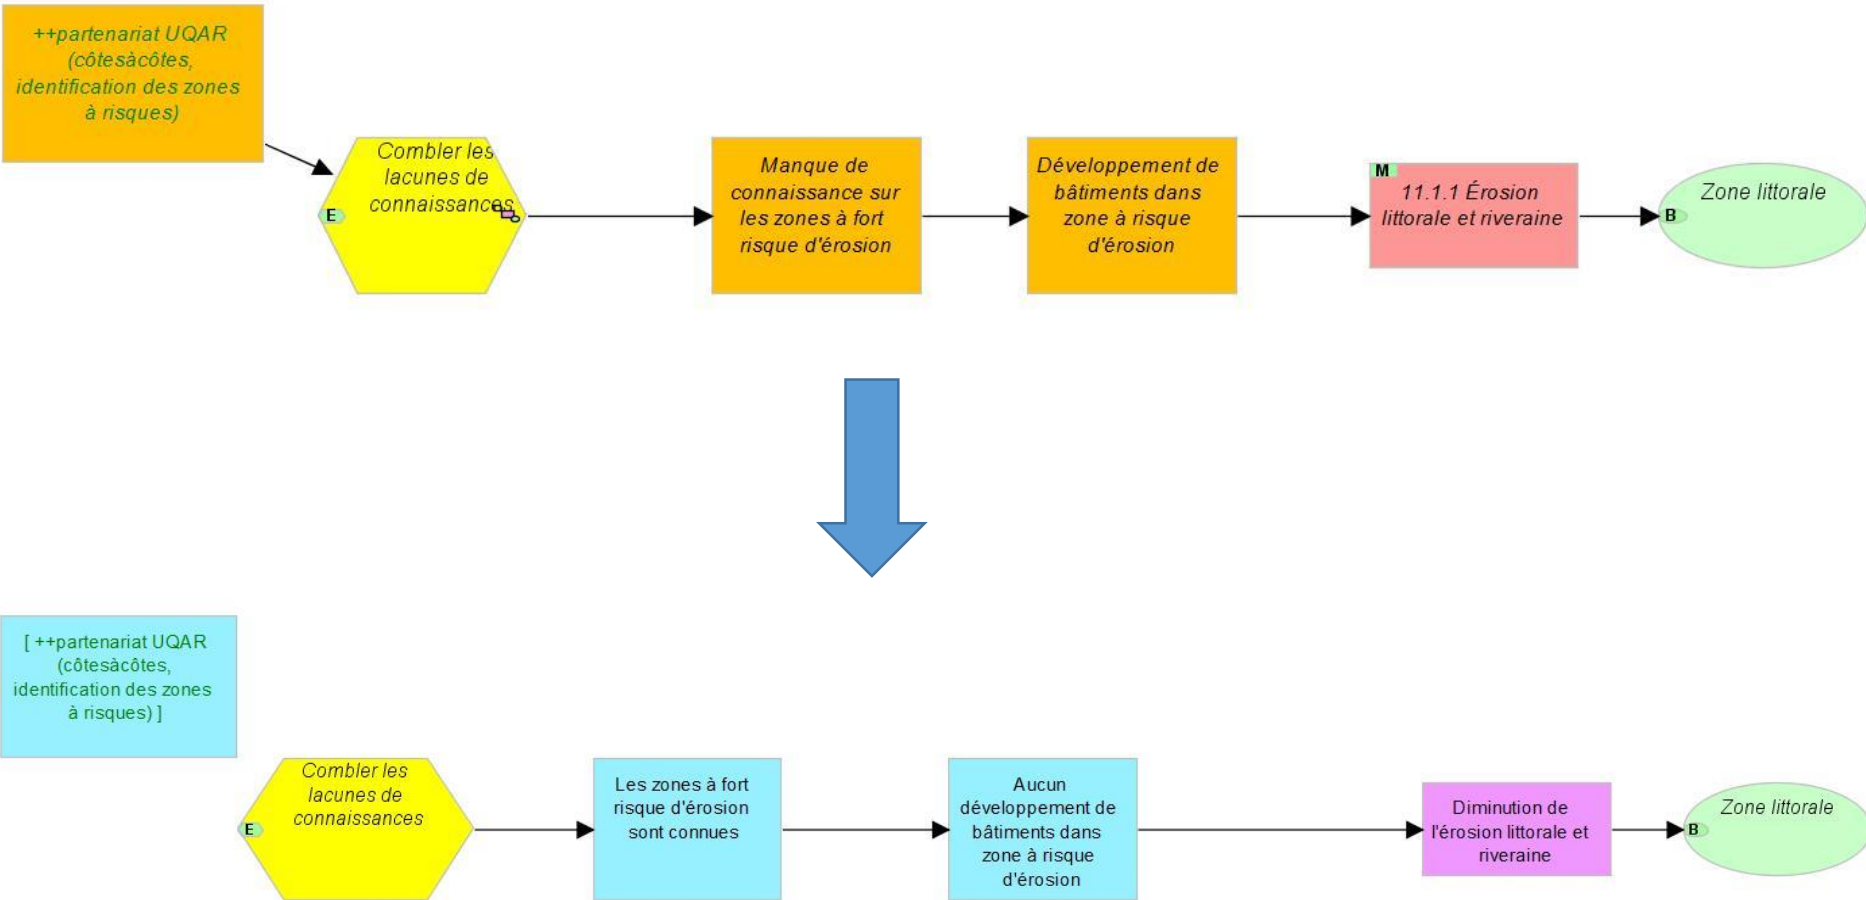 ++partenariat UQAR
(côtesàcôtes,
identification des zones
à risques)
Combler les
lacunes de
connaissances
E
Manque de
connaissance sur
les zones à fort
risque d'érosion
Développement de
bâtiments dans
zone à risque
d'érosion
M
11.1.1 Érosion
littorale et riveraine
Zone littorale
B
[ ++partenariat UQAR
(côtesàcôtes,
identification des zones
à risques) ]
Combler les
lacunes de
connaissances
E
Les zones à fort
risque d'érosion
sont connues
Aucun
développement de
bâtiments dans
zone à risque
d'érosion
Diminution de
l'érosion littorale et
riveraine
Zone littorale
B